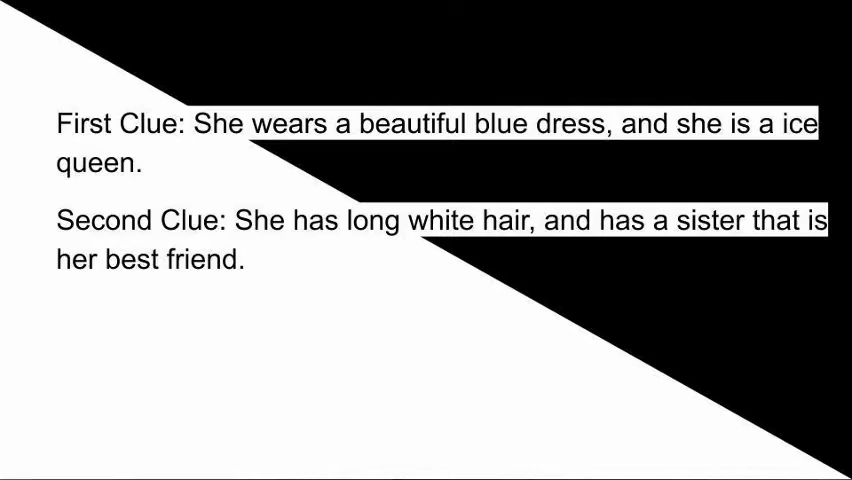 First Clue: She wears a beautiful blue dress, and she is a ice
queen.
Second Clue: She has long white hair, and has a sister that is
her best friend.